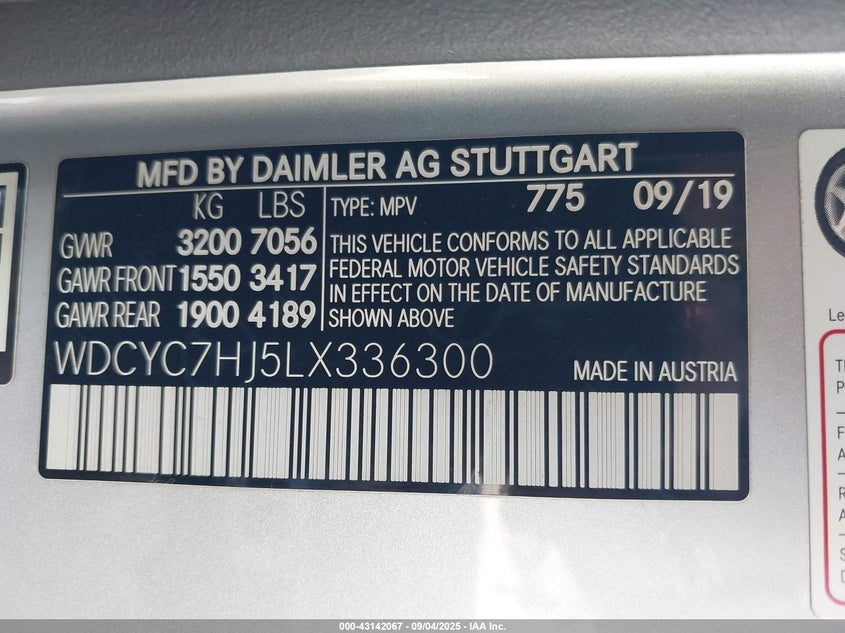 MFD BY DAIMLER AG STUTTGART
KG LBS
GVWR 3200 7056
GAWR FRONT 1550 3417
GAWR REAR 1900 4189
TYPE: MPV 775 09/19
THIS VEHICLE CONFORMS TO ALL APPLICABLE
FEDERAL MOTOR VEHICLE SAFETY STANDARDS
IN EFFECT ON THE DATE OF MANUFACTURE
SHOWN ABOVE
WDCYC7HJ5LX336300
MADE IN AUSTRIA
000-43142067 - 09/04/2025 - IAA Inc.